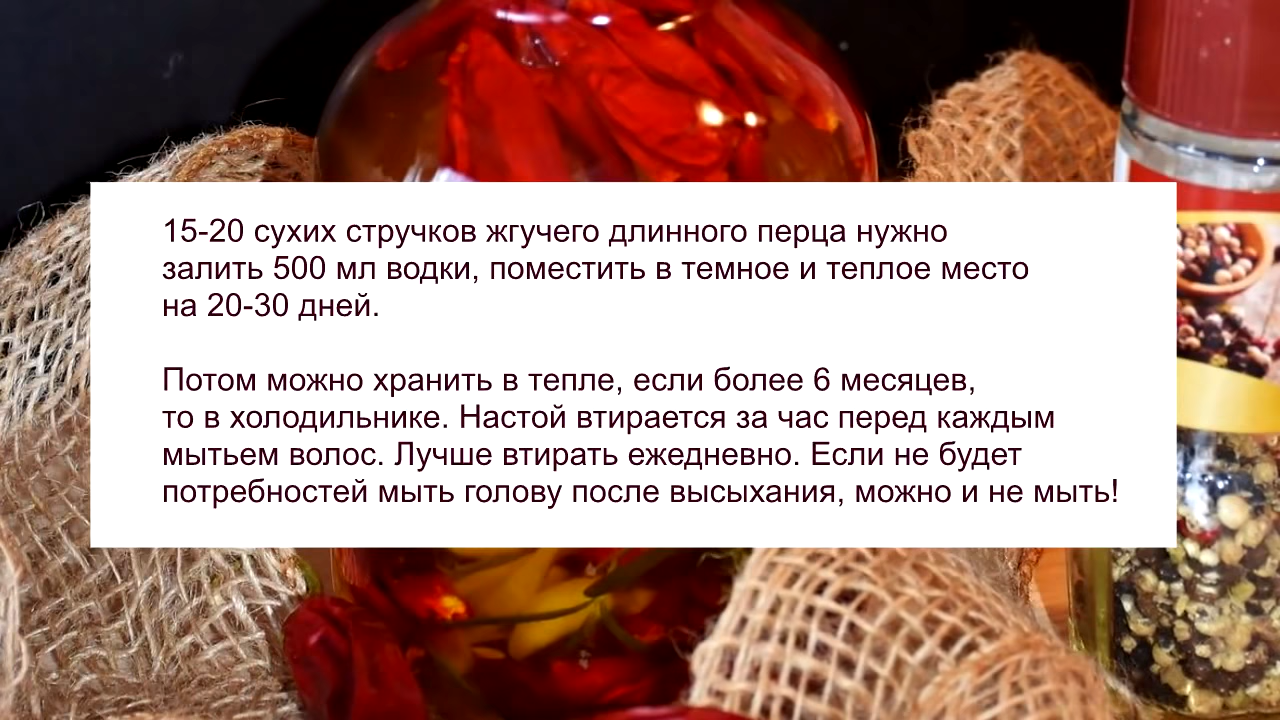 15-20 сухих стручков жгучего длинного перца нужно
залить 500 мл водки, поместить в темное и теплое место
на 20-30 дней.
Потом можно хранить в тепле, если более 6 месяцев,
то в холодильнике. Настой втирается за час перед каждым
мытьем волос. Лучше втирать ежедневно. Если не будет
потребностей мыть голову после высыхания, можно и не мыть!